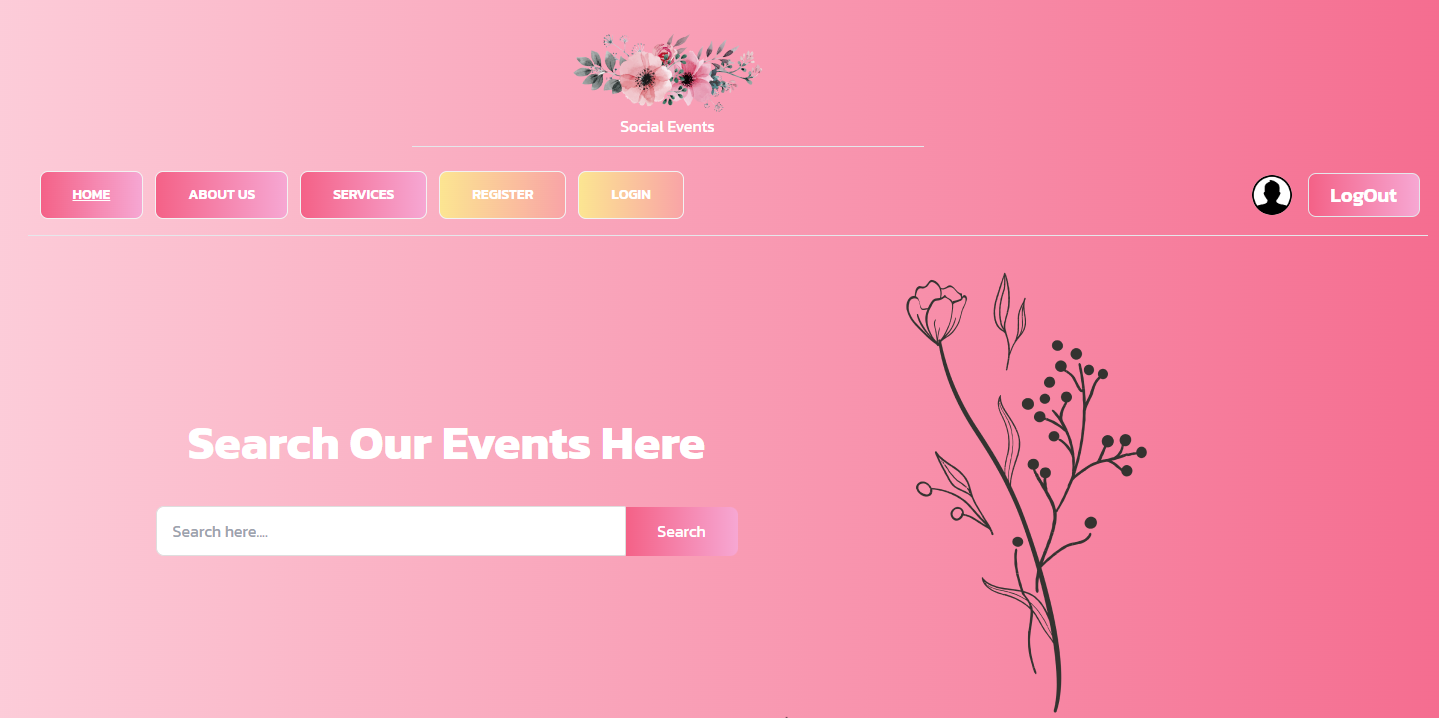 Social Events
HOME ABOUT US SERVICES REGISTER LOGIN LogOut
Search Our Events Here
Search here.... Search